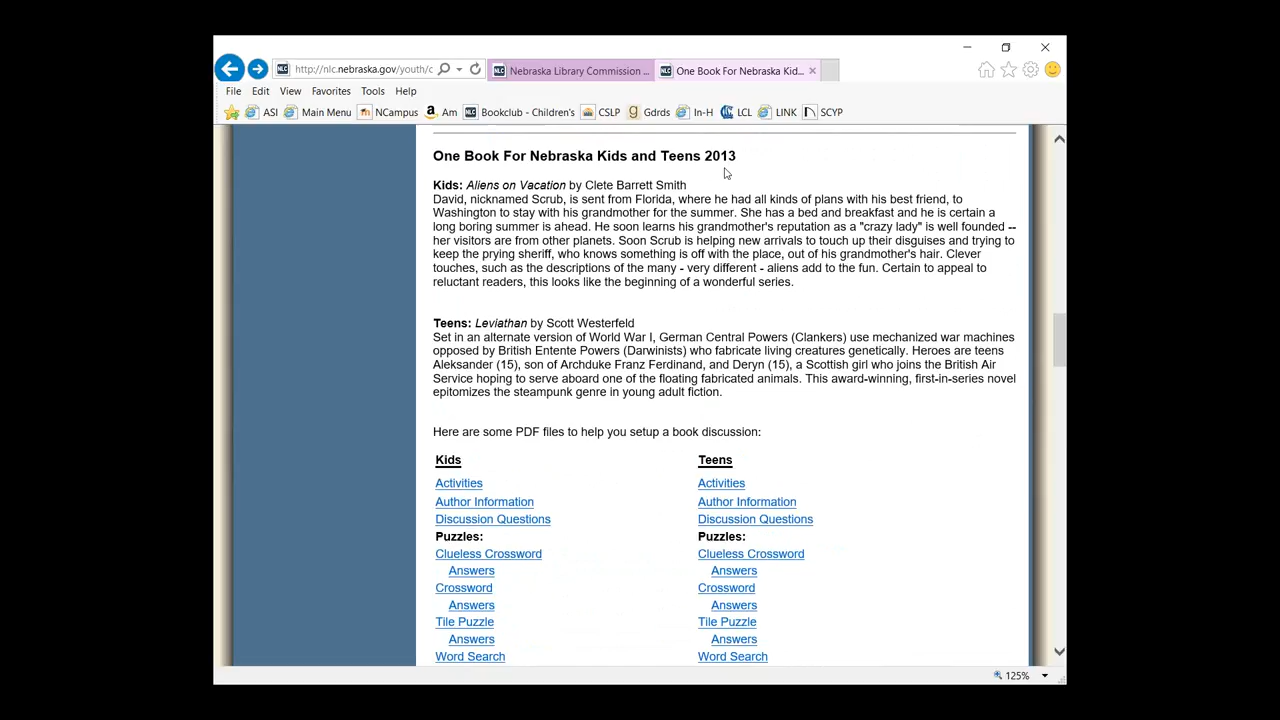 http://nlc.nebraska.gov/youth/c
Nebraska Library Commission ...
One Book For Nebraska Kid...
File Edit View Favorites Tools Help
ASI Main Menu NCampus Am Bookclub - Children's CSLP Gdrds In-H LCL LINK SCYP
One Book For Nebraska Kids and Teens 2013
Kids: Aliens on Vacation by Clete Barrett Smith
David, nicknamed Scrub, is sent from Florida, where he had all kinds of plans with his best friend, to
Washington to stay with his grandmother for the summer. She has a bed and breakfast and he is certain a
long boring summer is ahead. He soon learns his grandmother's reputation as a "crazy lady" is well founded --
her visitors are from other planets. Soon Scrub is helping new arrivals to touch up their disguises and trying to
keep the prying sheriff, who knows something is off with the place, out of his grandmother's hair. Clever
touches, such as the descriptions of the many - very different - aliens add to the fun. Certain to appeal to
reluctant readers, this looks like the beginning of a wonderful series.
Teens: Leviathan by Scott Westerfeld
Set in an alternate version of World War I, German Central Powers (Clankers) use mechanized war machines
opposed by British Entente Powers (Darwinists) who fabricate living creatures genetically. Heroes are teens
Aleksander (15), son of Archduke Franz Ferdinand, and Deryn (15), a Scottish girl who joins the British Air
Service hoping to serve aboard one of the floating fabricated animals. This award-winning, first-in-series novel
epitomizes the steampunk genre in young adult fiction.
Here are some PDF files to help you setup a book discussion:
Kids
Activities
Author Information
Discussion Questions
Puzzles:
Clueless Crossword
Answers
Crossword
Answers
Tile Puzzle
Answers
Word Search
Teens
Activities
Author Information
Discussion Questions
Puzzles:
Clueless Crossword
Answers
Crossword
Answers
Tile Puzzle
Answers
Word Search
125%